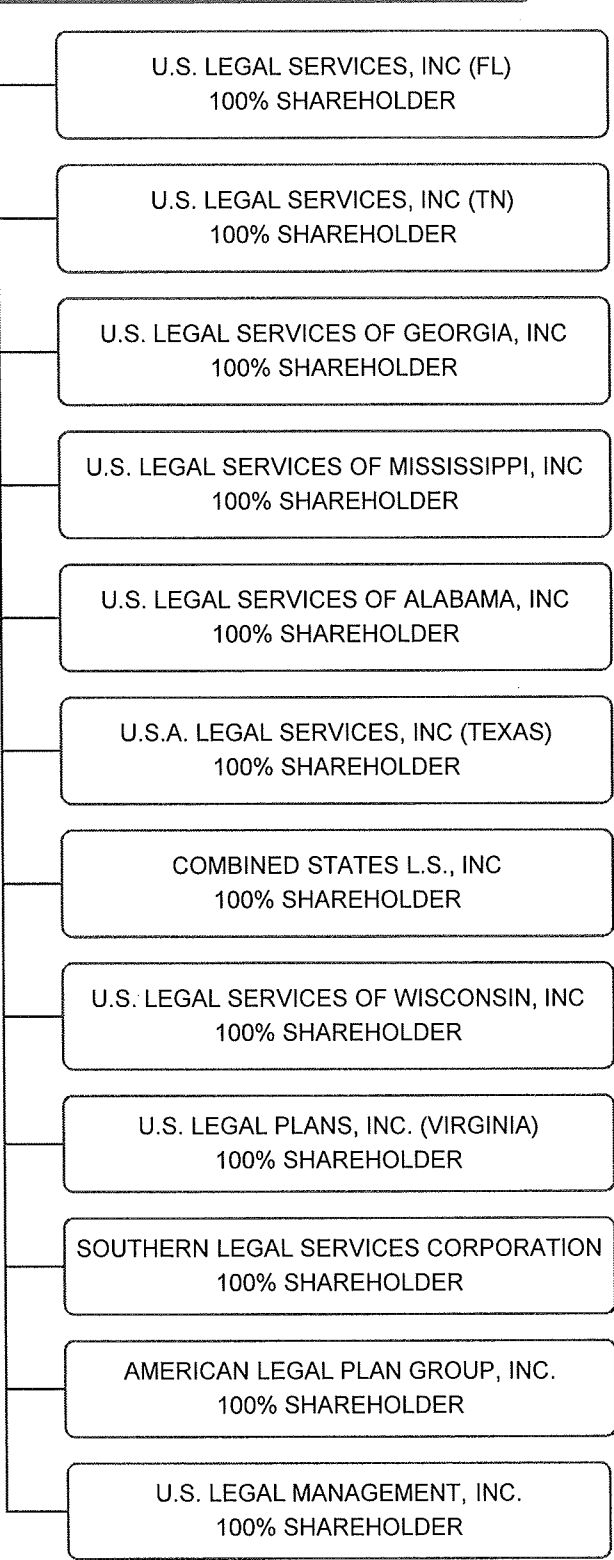 U.S. LEGAL SERVICES, INC (FL)
100% SHAREHOLDER
U.S. LEGAL SERVICES, INC (TN)
100% SHAREHOLDER
U.S. LEGAL SERVICES OF GEORGIA, INC
100% SHAREHOLDER
U.S. LEGAL SERVICES OF MISSISSIPPI, INC
100% SHAREHOLDER
U.S. LEGAL SERVICES OF ALABAMA, INC
100% SHAREHOLDER
U.S.A. LEGAL SERVICES, INC (TEXAS)
100% SHAREHOLDER
COMBINED STATES L.S., INC
100% SHAREHOLDER
U.S. LEGAL SERVICES OF WISCONSIN, INC
100% SHAREHOLDER
U.S. LEGAL PLANS, INC. (VIRGINIA)
100% SHAREHOLDER
SOUTHERN LEGAL SERVICES CORPORATION
100% SHAREHOLDER
AMERICAN LEGAL PLAN GROUP, INC.
100% SHAREHOLDER
U.S. LEGAL MANAGEMENT, INC.
100% SHAREHOLDER